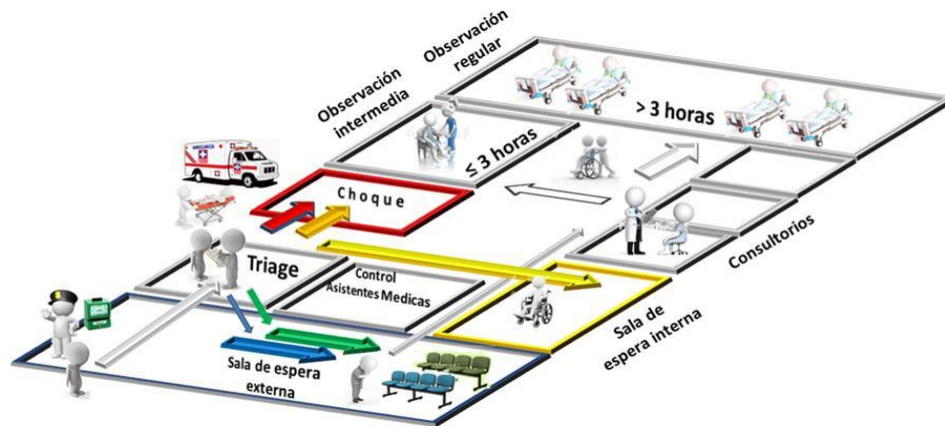 Observación
regular
Observación
intermedia
> 3 horas
≤ 3 horas
AMBULANCIA
Choque
Triage
Control
Asistentes Medicas
Consultorios
Sala de
espera interna
Sala de espera
externa